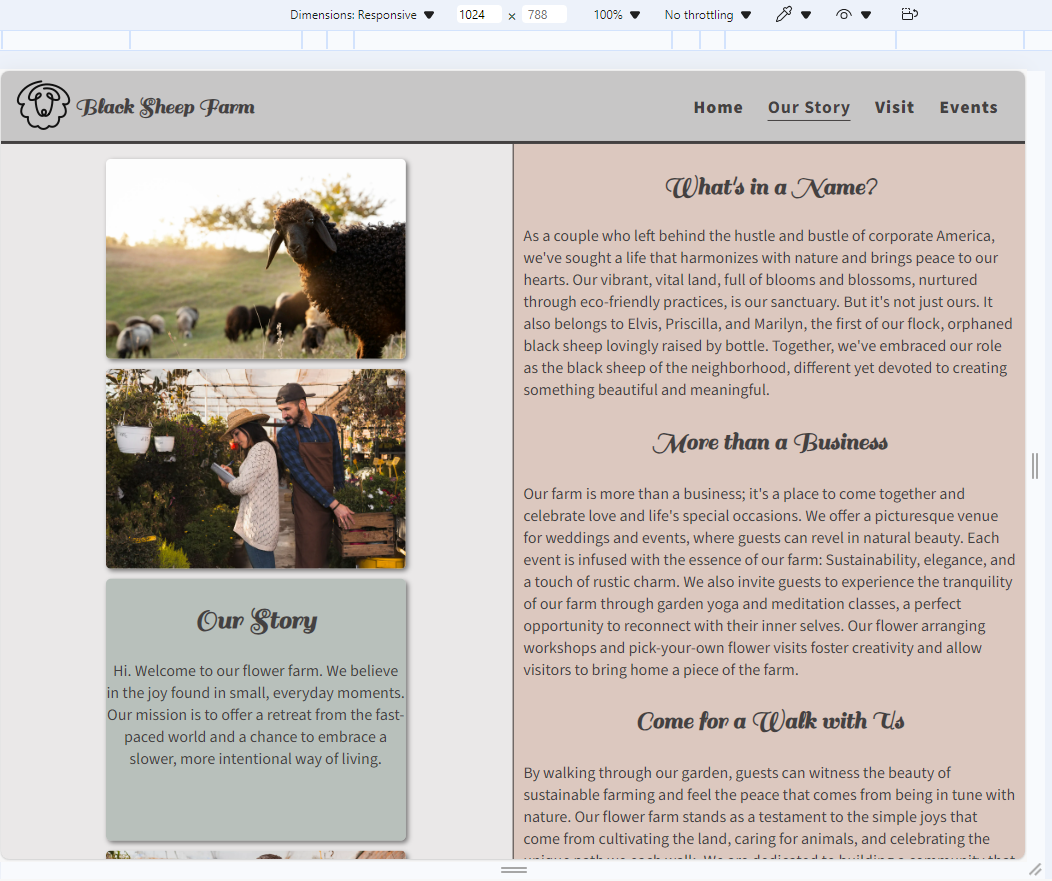 Dimensions: Responsive 1024 × 788 100% No throttling
Black Sheep Farm
Home Our Story Visit Events
Our Story
Hi. Welcome to our flower farm. We believe
in the joy found in small, everyday moments.
Our mission is to offer a retreat from the fast-
paced world and a chance to embrace a
slower, more intentional way of living.
What's in a Name?
As a couple who left behind the hustle and bustle of corporate America,
we've sought a life that harmonizes with nature and brings peace to our
hearts. Our vibrant, vital land, full of blooms and blossoms, nurtured
through eco-friendly practices, is our sanctuary. But it's not just ours. It
also belongs to Elvis, Priscilla, and Marilyn, the first of our flock, orphaned
black sheep lovingly raised by bottle. Together, we've embraced our role
as the black sheep of the neighborhood, different yet devoted to creating
something beautiful and meaningful.
More than a Business
Our farm is more than a business; it's a place to come together and
celebrate love and life's special occasions. We offer a picturesque venue
for weddings and events, where guests can revel in natural beauty. Each
event is infused with the essence of our farm: Sustainability, elegance, and
a touch of rustic charm. We also invite guests to experience the tranquility
of our farm through garden yoga and meditation classes, a perfect
opportunity to reconnect with their inner selves. Our flower arranging
workshops and pick-your-own flower visits foster creativity and allow
visitors to bring home a piece of the farm.
Come for a Walk with Us
By walking through our garden, guests can witness the beauty of
sustainable farming and feel the peace that comes from being in tune with
nature. Our flower farm stands as a testament to the simple joys that
come from cultivating the land, caring for animals, and celebrating the
unique path we each walk. We are dedicated to building a community that